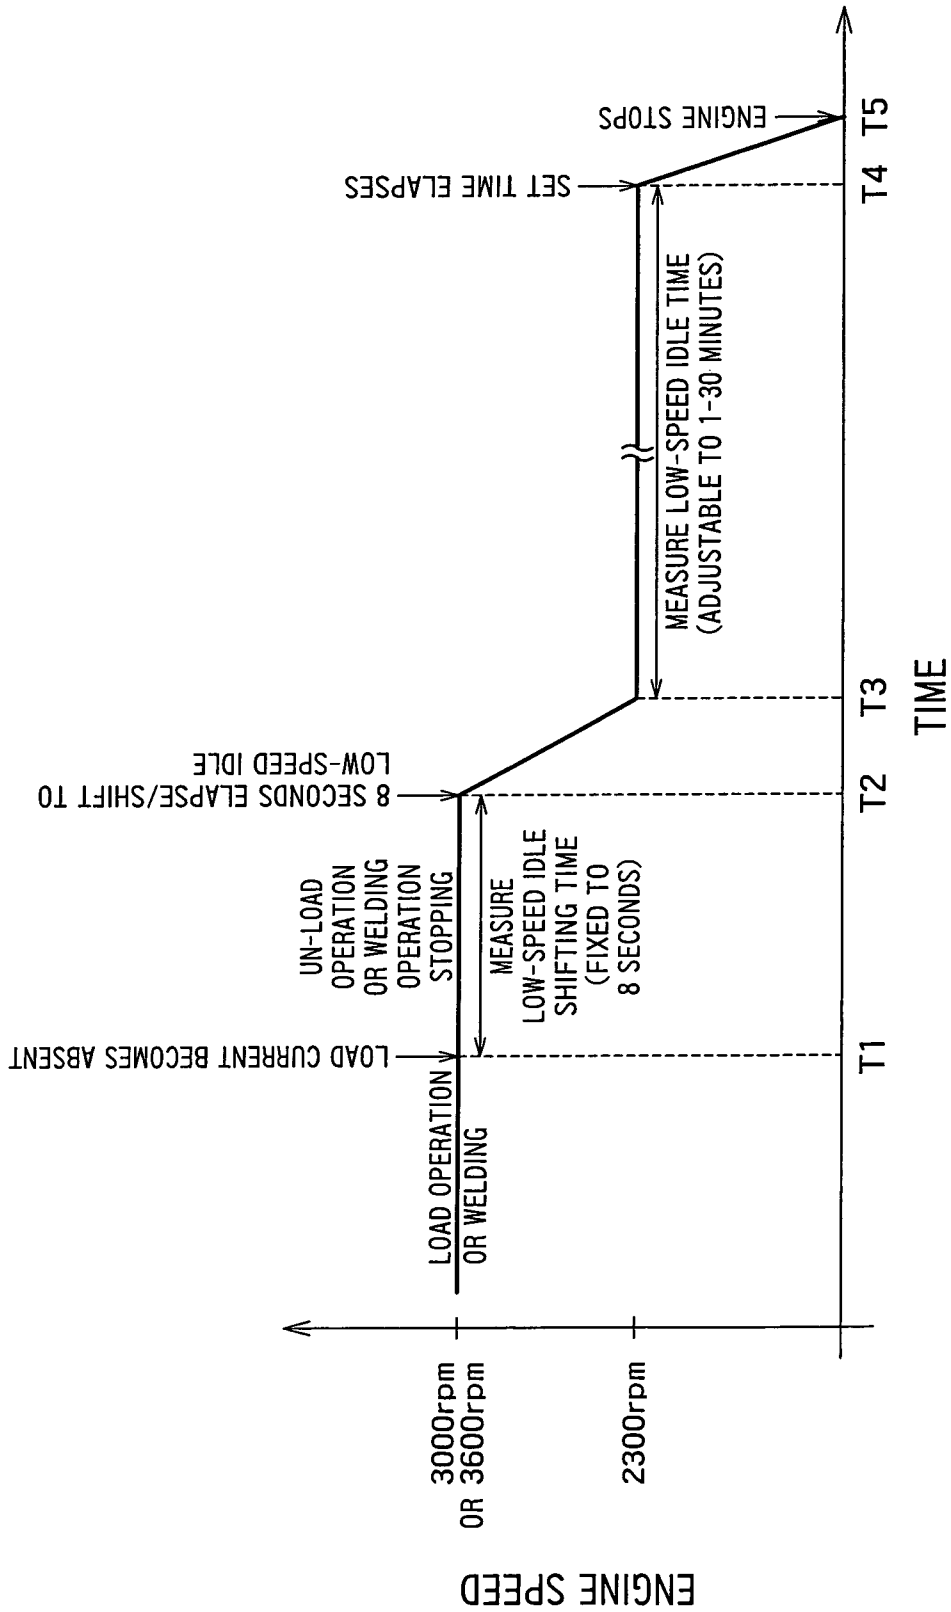 ENGINE SPEED
3000rpm
OR 3600rpm
2300rpm
LOAD OPERATION
OR WELDING
LOAD CURRENT BECOMES ABSENT
UN-LOAD
OPERATION
OR WELDING
OPERATION
STOPPING
MEASURE
LOW-SPEED IDLE
SHIFTING TIME
(FIXED TO
8 SECONDS)
8 SECONDS ELAPSE/SHIFT TO
LOW-SPEED IDLE
MEASURE LOW-SPEED IDLE TIME
(ADJUSTABLE TO 1-30 MINUTES)
SET TIME ELAPSES
ENGINE STOPS
T1
T2
T3
T4
T5
TIME